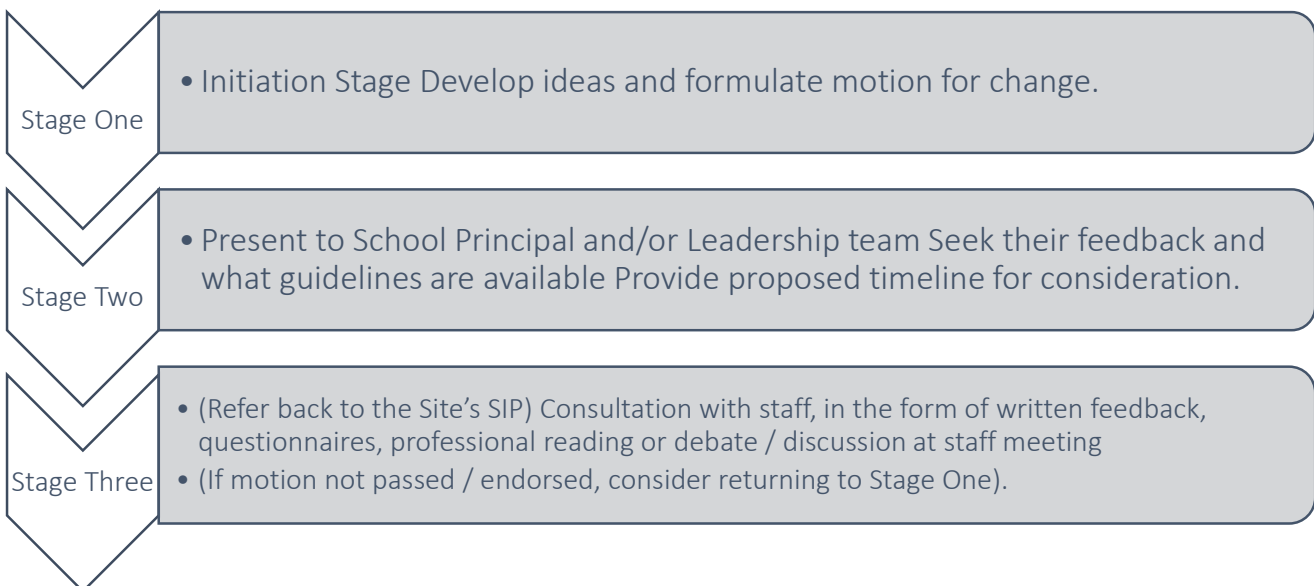 Stage One
• Initiation Stage Develop ideas and formulate motion for change.
Stage Two
• Present to School Principal and/or Leadership team Seek their feedback and
what guidelines are available Provide proposed timeline for consideration.
Stage Three
• (Refer back to the Site’s SIP) Consultation with staff, in the form of written feedback,
questionnaires, professional reading or debate / discussion at staff meeting
• (If motion not passed / endorsed, consider returning to Stage One).